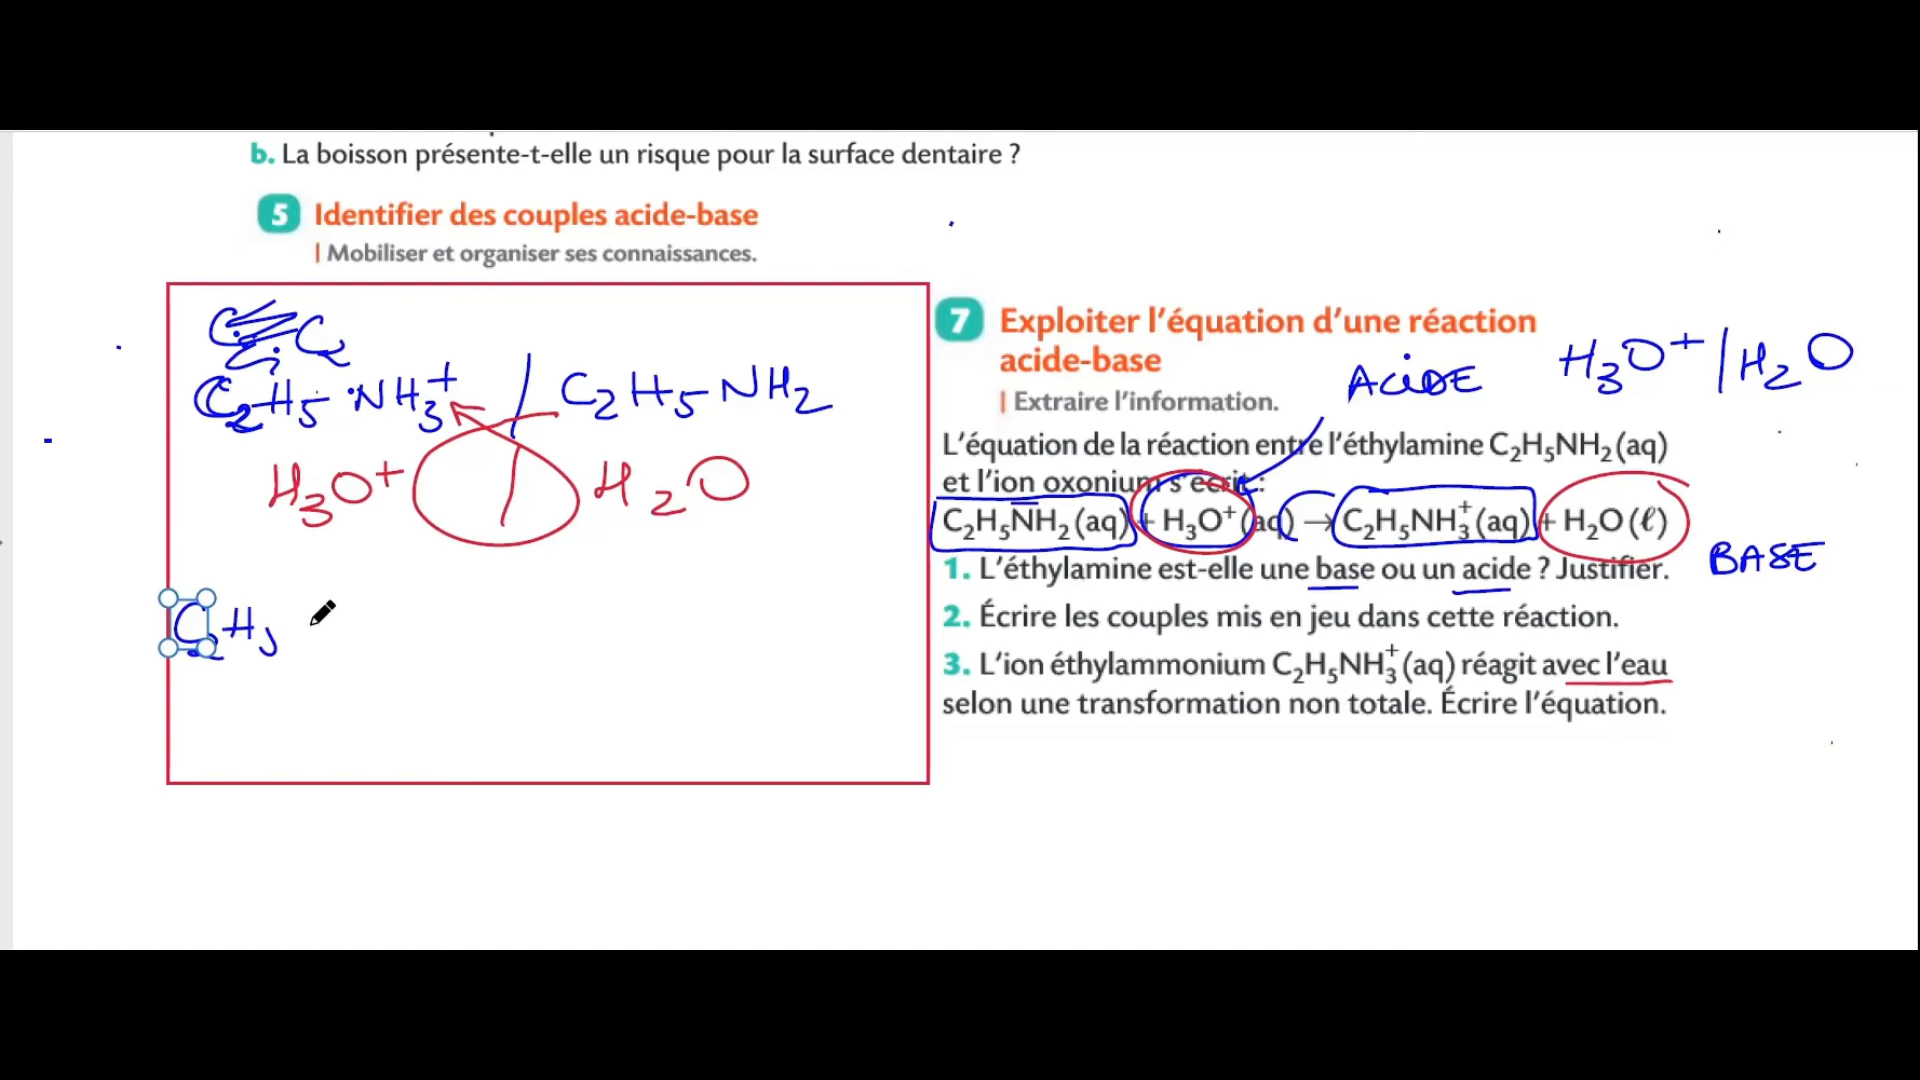 b. La boisson présente-t-elle un risque pour la surface dentaire ?
5 Identifier des couples acide-base
| Mobiliser et organiser ses connaissances.
C₂H₅NH₃⁺ / C₂H₅NH₂
H₃O⁺ / H₂O
C₂H₅
7 Exploiter l'équation d'une réaction
acide-base
| Extraire l'information.
ACIDE
H₃O⁺/H₂O
L'équation de la réaction entre l'éthylamine C₂H₅NH₂(aq)
et l'ion oxonium s'écrit :
C₂H₅NH₂(aq) + H₃O⁺(aq) → C₂H₅NH₃⁺(aq) + H₂O(ℓ)
BASE
1. L'éthylamine est-elle une base ou un acide ? Justifier.
2. Écrire les couples mis en jeu dans cette réaction.
3. L'ion éthylammonium C₂H₅NH₃⁺(aq) réagit avec l'eau
selon une transformation non totale. Écrire l'équation.